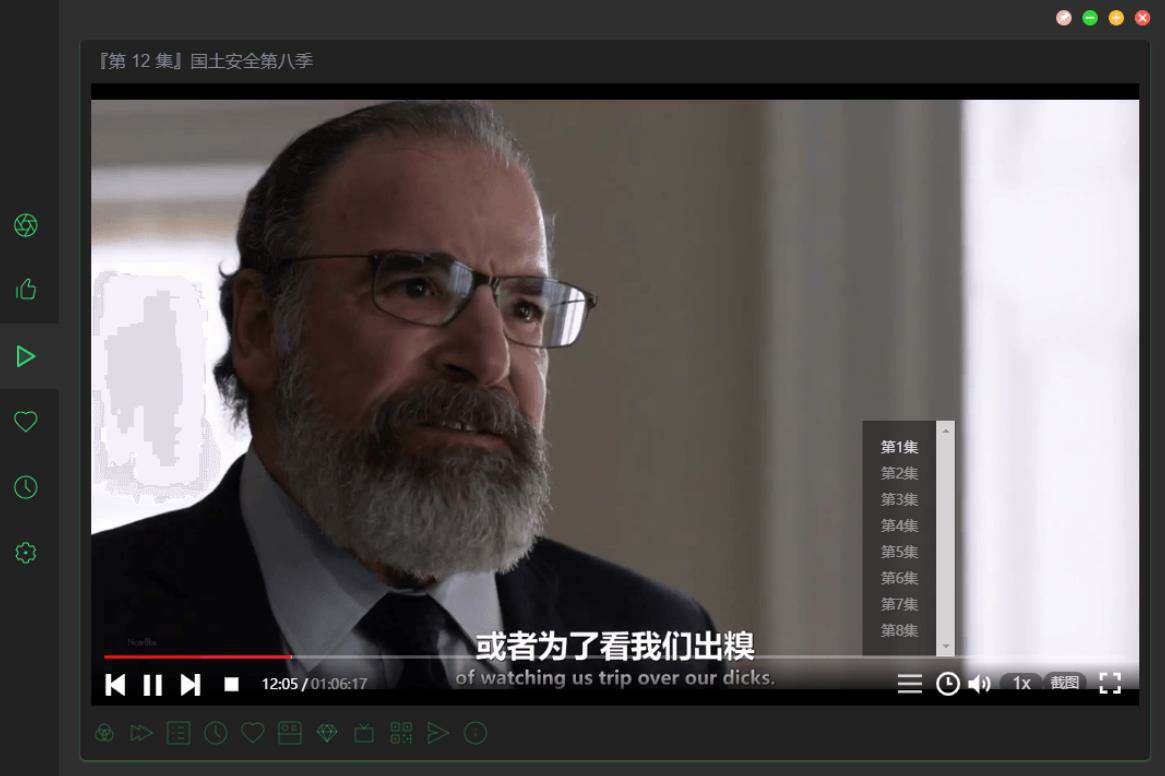 『第 12 集』国土安全第八季
第1集
第2集
第3集
第4集
第5集
第6集
第7集
第8集
或者为了看我们出糗
of watching us trip over our dicks.
12:05 / 01:06:17
1x
截图